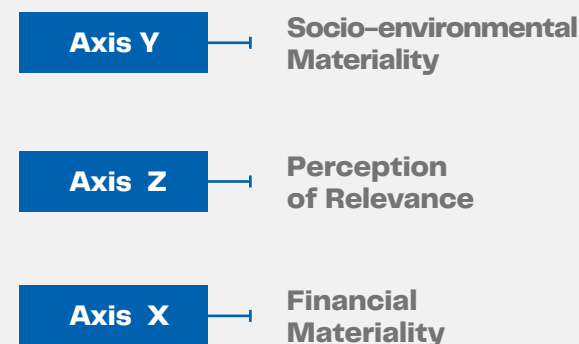 Axis Y
Socio-environmental
Materiality
Axis Z
Perception
of Relevance
Axis X
Financial
Materiality